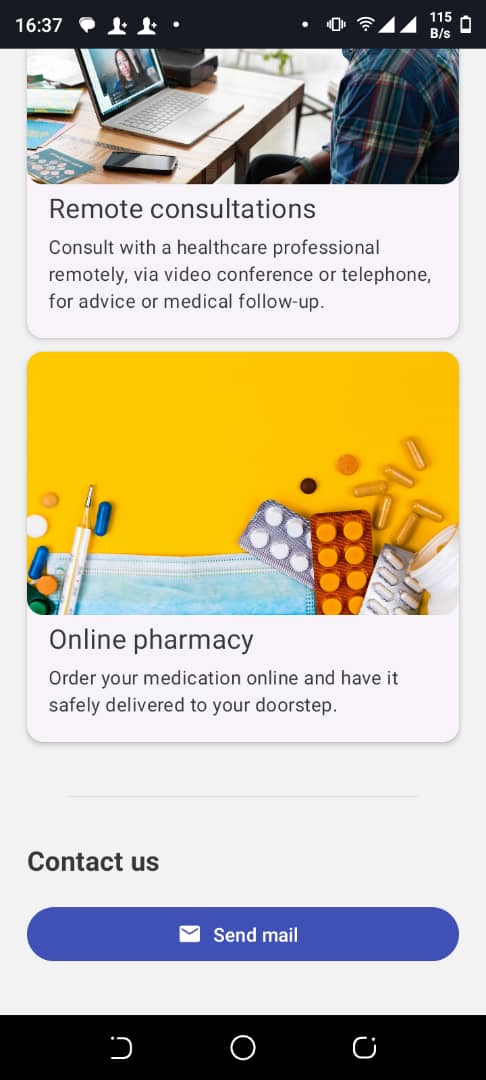 16:37
115
B/s
Remote consultations
Consult with a healthcare professional
remotely, via video conference or telephone,
for advice or medical follow-up.
Online pharmacy
Order your medication online and have it
safely delivered to your doorstep.
Contact us
Send mail